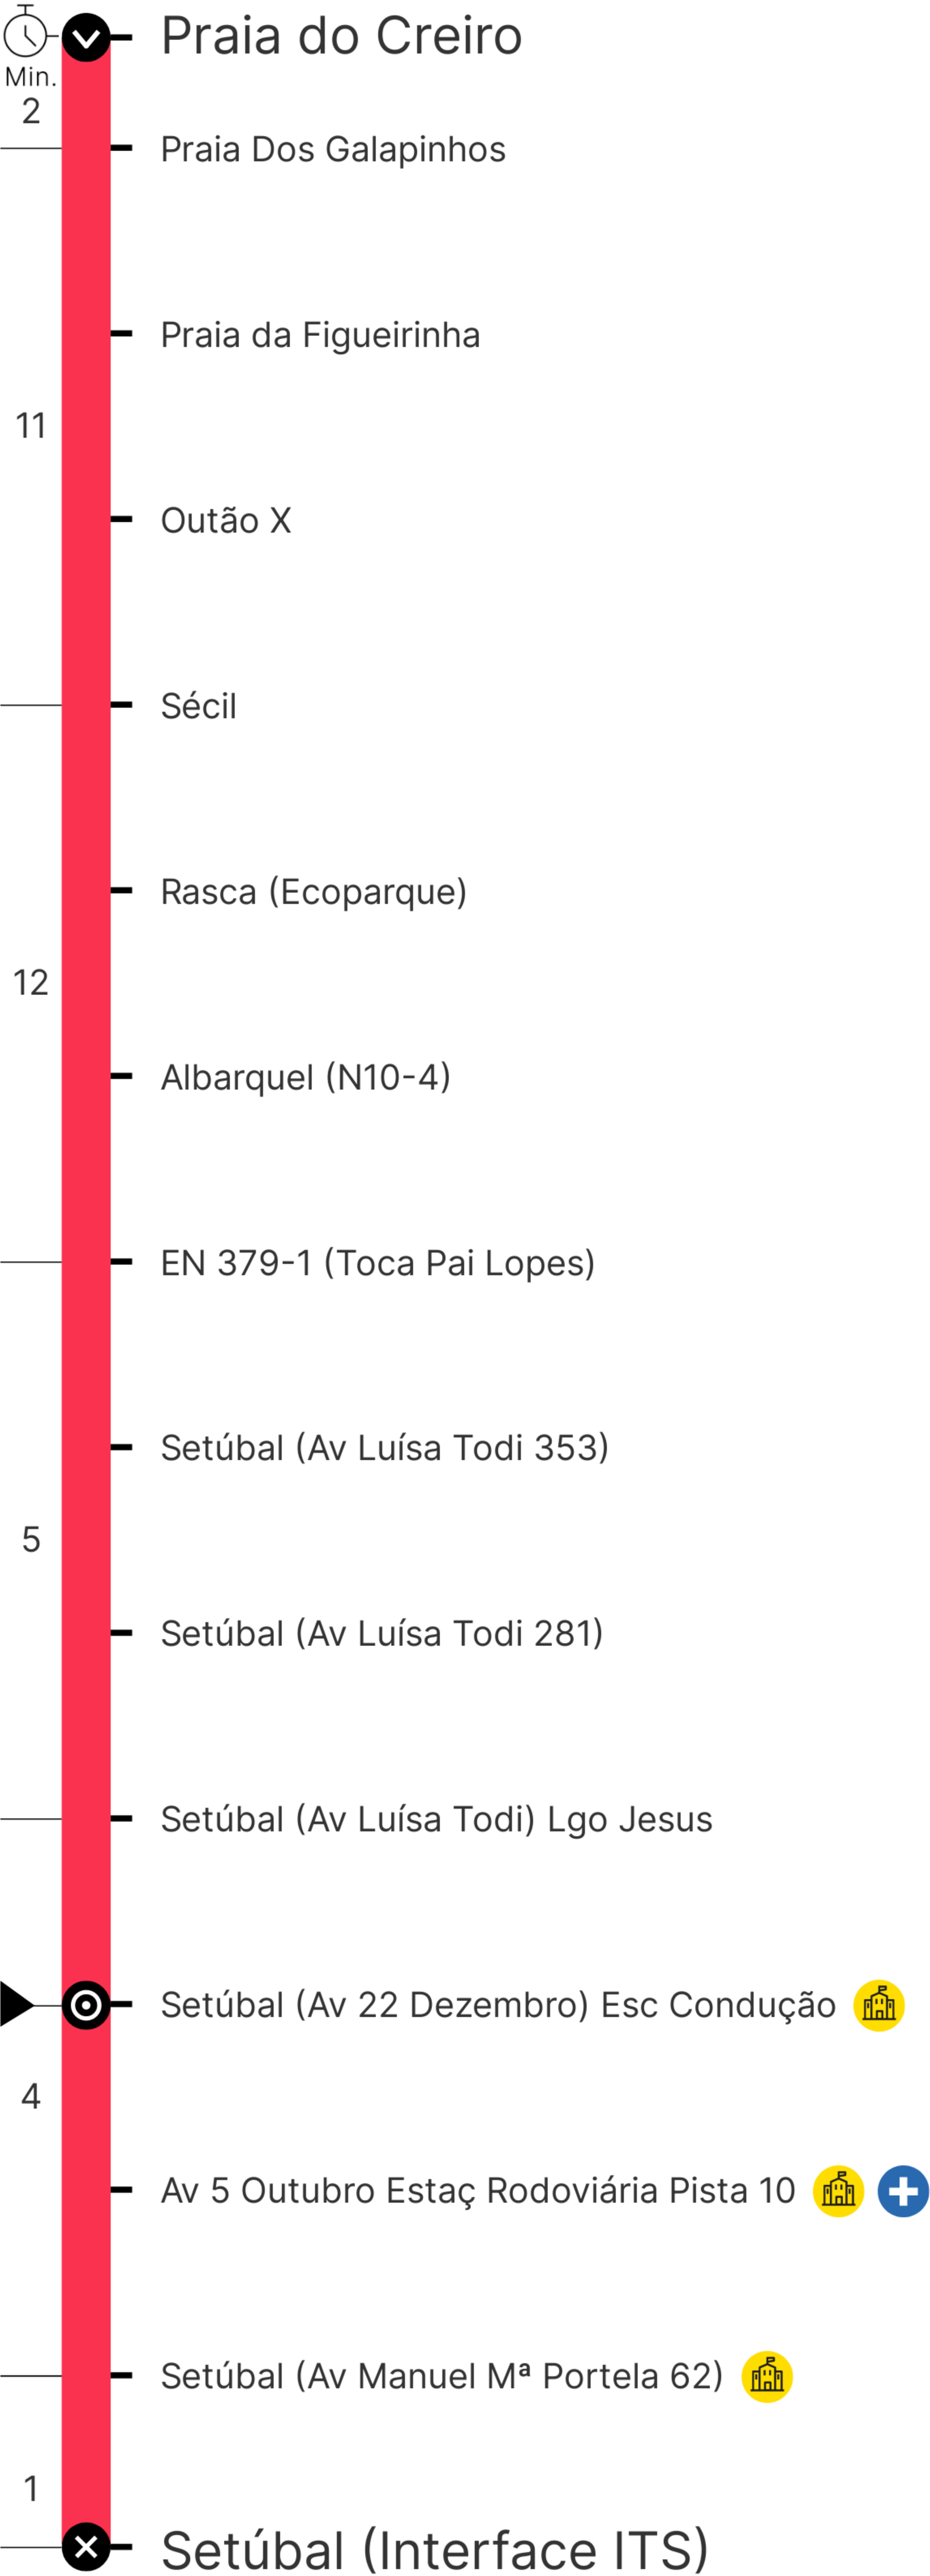 Praia do Creiro
Min.
2
Praia Dos Galapinhos
Praia da Figueirinha
11
Outão X
Sécil
Rasca (Ecoparque)
12
Albarquel (N10-4)
EN 379-1 (Toca Pai Lopes)
Setúbal (Av Luísa Todi 353)
5
Setúbal (Av Luísa Todi 281)
Setúbal (Av Luísa Todi) Lgo Jesus
Setúbal (Av 22 Dezembro) Esc Condução
4
Av 5 Outubro Estaç Rodoviária Pista 10
Setúbal (Av Manuel Mª Portela 62)
1
Setúbal (Interface ITS)